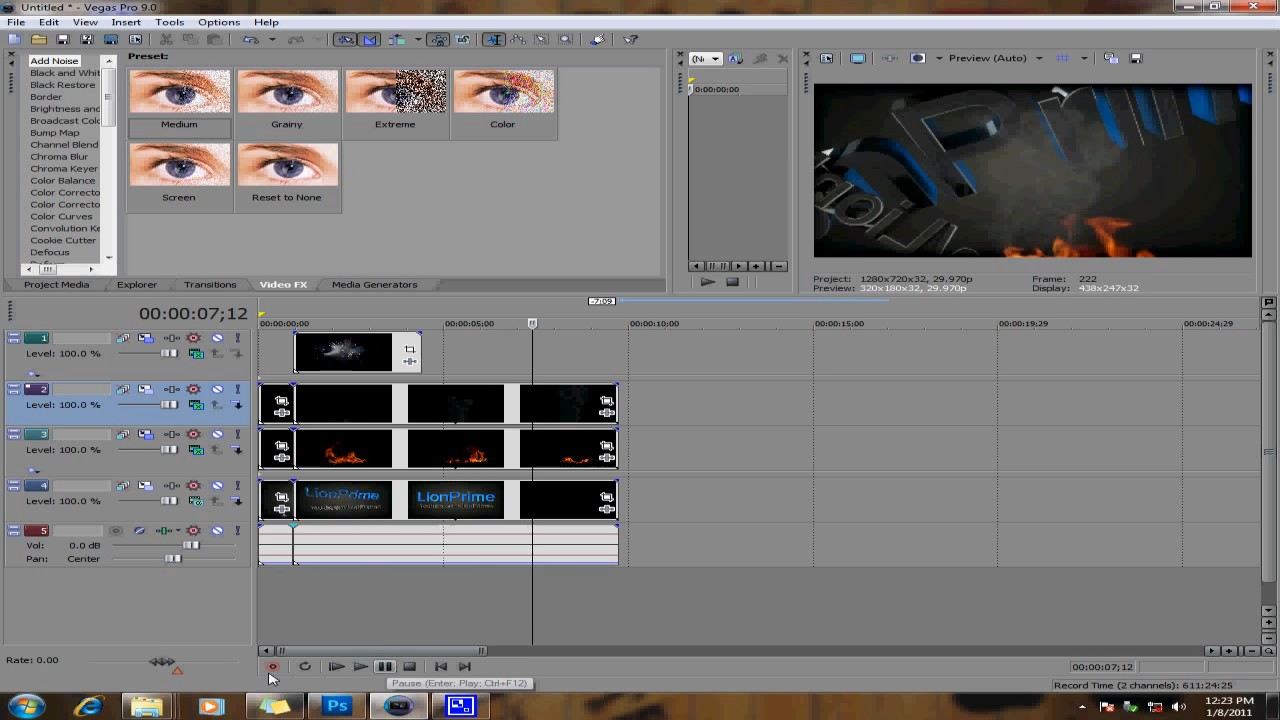 Untitled * - Vegas Pro 9.0
File Edit View Insert Tools Options Help
Add Noise
Black and Whit
Black Restore
Border
Brightness and
Broadcast Colo
Bump Map
Channel Blend
Chroma Blur
Chroma Keyer
Color Balance
Color Correcto
Color Correcto
Color Curves
Convolution Ke
Cookie Cutter
Defocus
Preset:
Medium Grainy Extreme Color
Screen Reset to None
Project Media Explorer Transitions Video FX Media Generators
(N
0:00:00;00
Preview (Auto)
Project: 1280x720x32, 29.970p Frame: 222
Preview: 320x180x32, 29.970p Display: 438x247x32
00:00:07;12
-7:09
00:00:00;00 00:00:05;00 00:00:10;00 00:00:15;00 00:00:19;29 00:00:24;29
1
Level: 100.0 %
2
Level: 100.0 %
3
Level: 100.0 %
4
Level: 100.0 %
LionPrime LionPrime
5
Vol: 0.0 dB
Pan: Center
Rate: 0.00
00:00:07;12
Pause (Enter; Play; Ctrl+F12)
Record Time (2 channels): 611:24:25
Ps
12:23 PM
1/8/2011